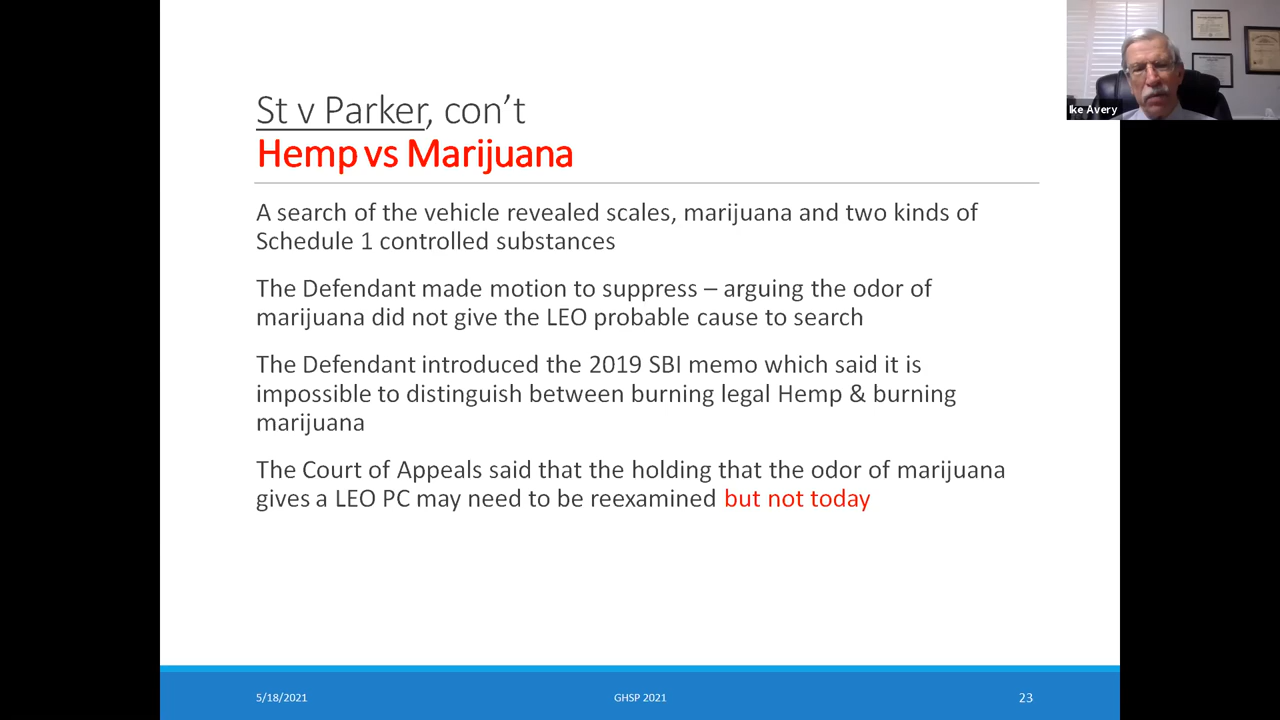 Ike Avery
St v Parker, con’t
Hemp vs Marijuana
A search of the vehicle revealed scales, marijuana and two kinds of
Schedule 1 controlled substances
The Defendant made motion to suppress – arguing the odor of
marijuana did not give the LEO probable cause to search
The Defendant introduced the 2019 SBI memo which said it is
impossible to distinguish between burning legal Hemp & burning
marijuana
The Court of Appeals said that the holding that the odor of marijuana
gives a LEO PC may need to be reexamined but not today
5/18/2021
GHSP 2021
23